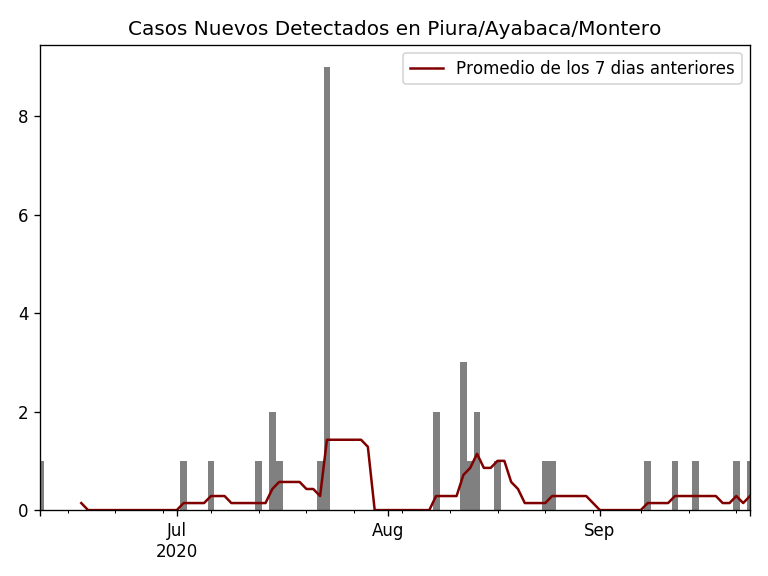 Casos Nuevos Detectados en Piura/Ayabaca/Montero
Promedio de los 7 dias anteriores
8
6
4
2
0
Jul
2020
Aug
Sep